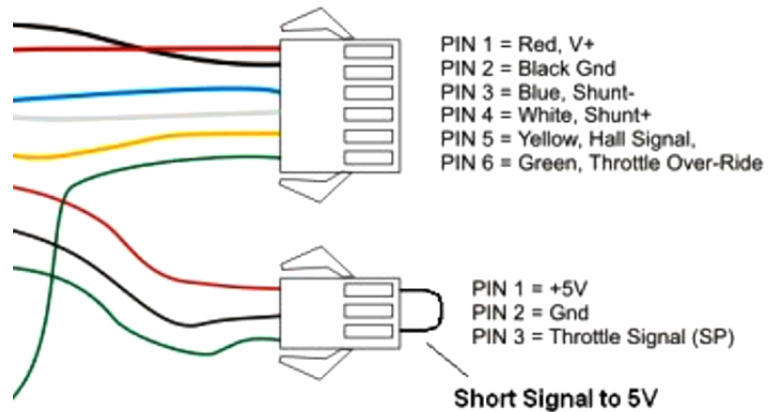 PIN 1 = Red, V+
PIN 2 = Black Gnd
PIN 3 = Blue, Shunt-
PIN 4 = White, Shunt+
PIN 5 = Yellow, Hall Signal,
PIN 6 = Green, Throttle Over-Ride
PIN 1 = +5V
PIN 2 = Gnd
PIN 3 = Throttle Signal (SP)
Short Signal to 5V